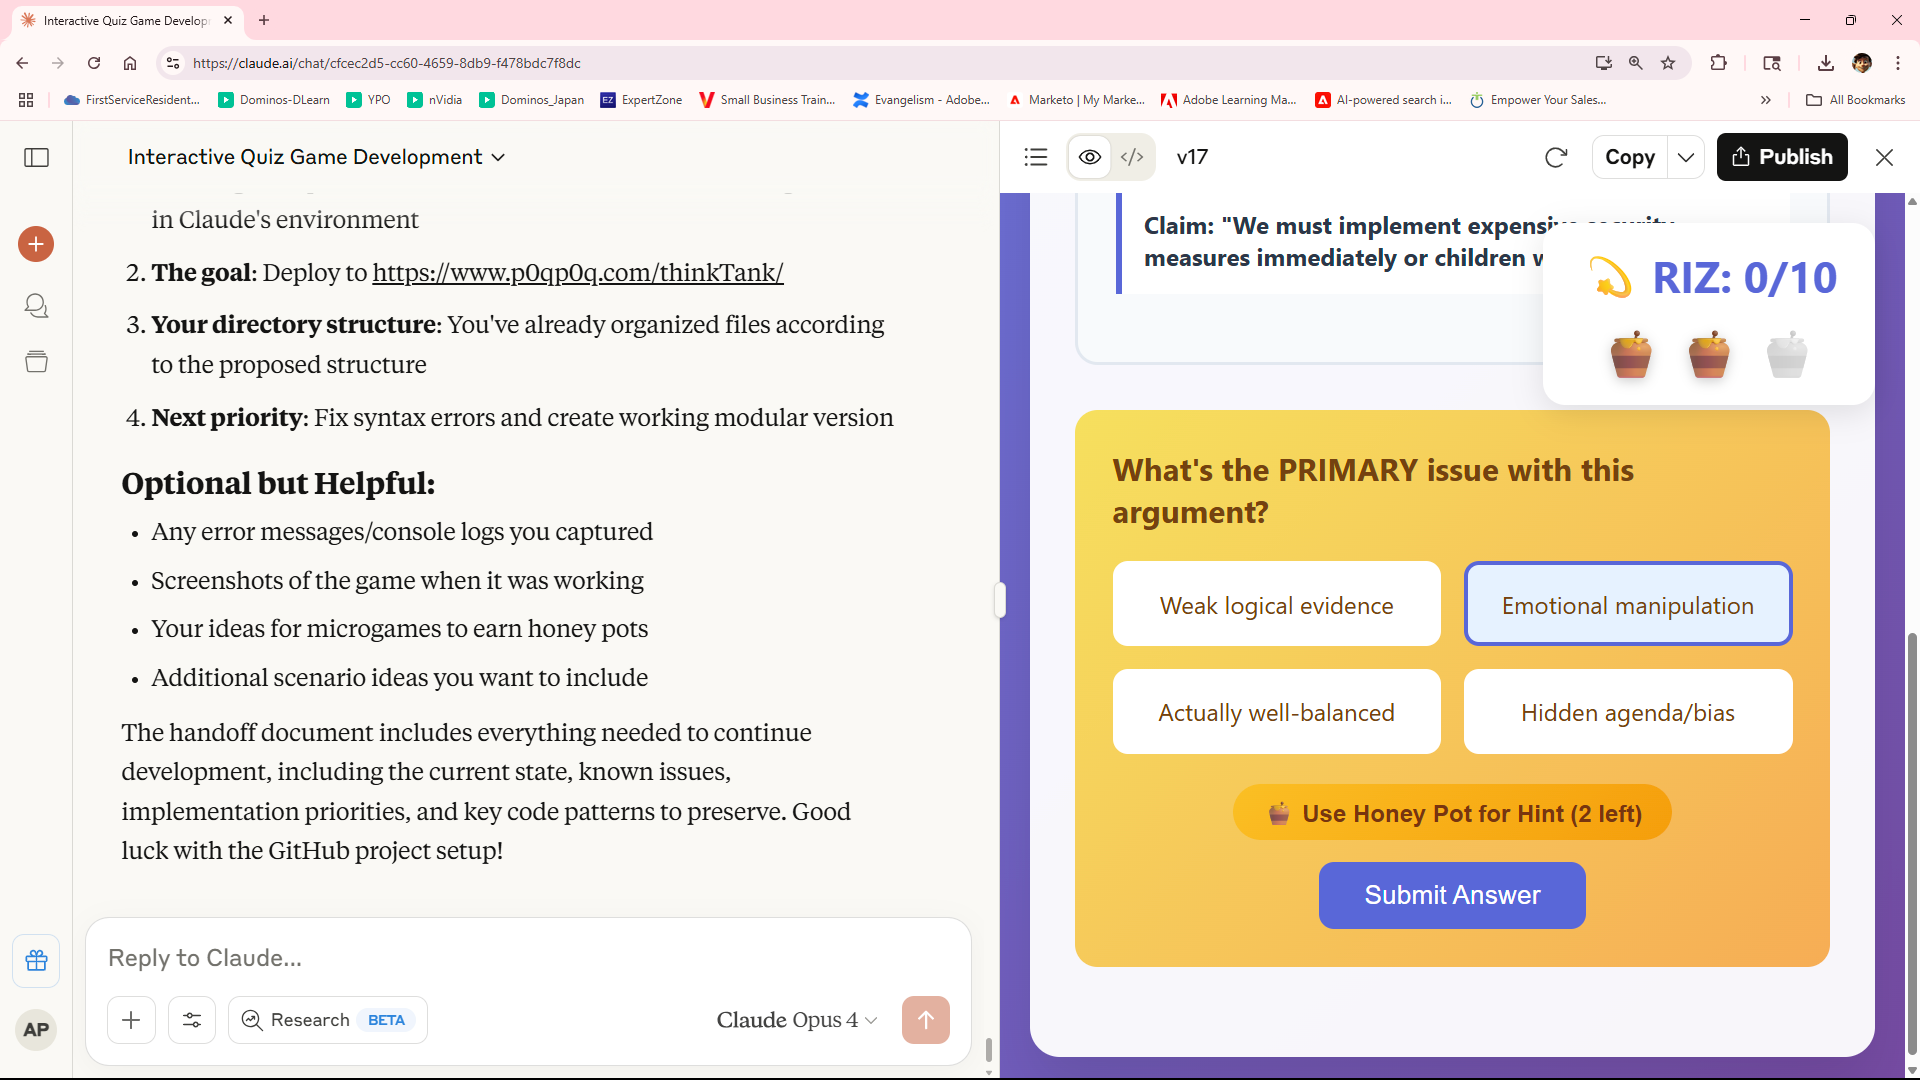 Interactive Quiz Game Develop
https://claude.ai/chat/cfcec2d5-cc60-4659-8db9-f478bdc7f8dc
FirstServiceResident...
Dominos-DLearn
YPO
nVidia
Dominos_Japan
EZ
ExpertZone
Small Business Train...
Evangelism - Adobe...
Marketo | My Marke...
Adobe Learning Ma...
AI-powered search i...
Empower Your Sales...
All Bookmarks
Interactive Quiz Game Development
in Claude's environment
2. The goal: Deploy to https://www.p0qp0q.com/thinkTank/
3. Your directory structure: You've already organized files according
to the proposed structure
4. Next priority: Fix syntax errors and create working modular version
Optional but Helpful:
• Any error messages/console logs you captured
• Screenshots of the game when it was working
• Your ideas for microgames to earn honey pots
• Additional scenario ideas you want to include
The handoff document includes everything needed to continue
development, including the current state, known issues,
implementation priorities, and key code patterns to preserve. Good
luck with the GitHub project setup!
Reply to Claude...
Research BETA
Claude Opus 4
AP
v17
Copy
Publish
Claim: "We must implement expensive security
measures immediately or children w
RIZ: 0/10
What's the PRIMARY issue with this
argument?
Weak logical evidence
Emotional manipulation
Actually well-balanced
Hidden agenda/bias
Use Honey Pot for Hint (2 left)
Submit Answer